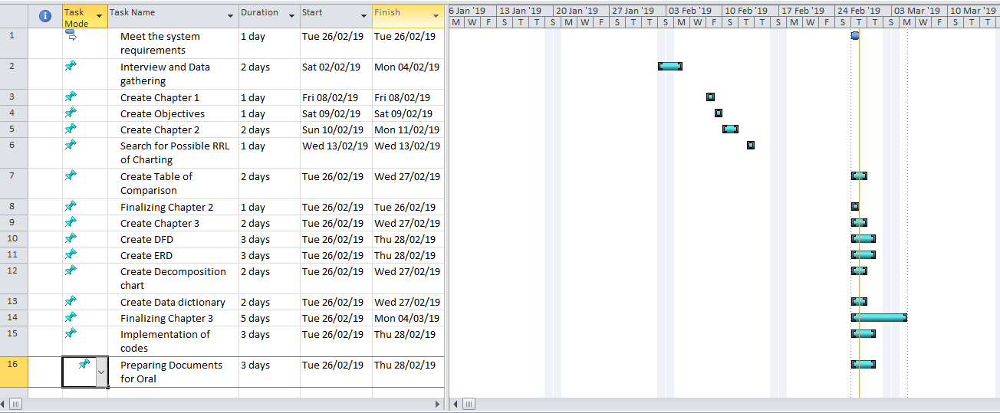 Task Mode Task Name Duration Start Finish
6 Jan '19 13 Jan '19 20 Jan '19 27 Jan '19 03 Feb '19 10 Feb '19 17 Feb '19 24 Feb '19 03 Mar '19 10 Mar '19
M W F S T T S M W F S T T S M W F S T T S M W F S T T S M W F S T T
1 Meet the system requirements 1 day Tue 26/02/19 Tue 26/02/19
2 Interview and Data gathering 2 days Sat 02/02/19 Mon 04/02/19
3 Create Chapter 1 1 day Fri 08/02/19 Fri 08/02/19
4 Create Objectives 1 day Sat 09/02/19 Sat 09/02/19
5 Create Chapter 2 2 days Sun 10/02/19 Mon 11/02/19
6 Search for Possible RRL of Charting 1 day Wed 13/02/19 Wed 13/02/19
7 Create Table of Comparison 2 days Tue 26/02/19 Wed 27/02/19
8 Finalizing Chapter 2 1 day Tue 26/02/19 Tue 26/02/19
9 Create Chapter 3 2 days Tue 26/02/19 Wed 27/02/19
10 Create DFD 3 days Tue 26/02/19 Thu 28/02/19
11 Create ERD 3 days Tue 26/02/19 Thu 28/02/19
12 Create Decomposition chart 2 days Tue 26/02/19 Wed 27/02/19
13 Create Data dictionary 2 days Tue 26/02/19 Wed 27/02/19
14 Finalizing Chapter 3 5 days Tue 26/02/19 Mon 04/03/19
15 Implementation of codes 3 days Tue 26/02/19 Thu 28/02/19
16 Preparing Documents for Oral 3 days Tue 26/02/19 Thu 28/02/19